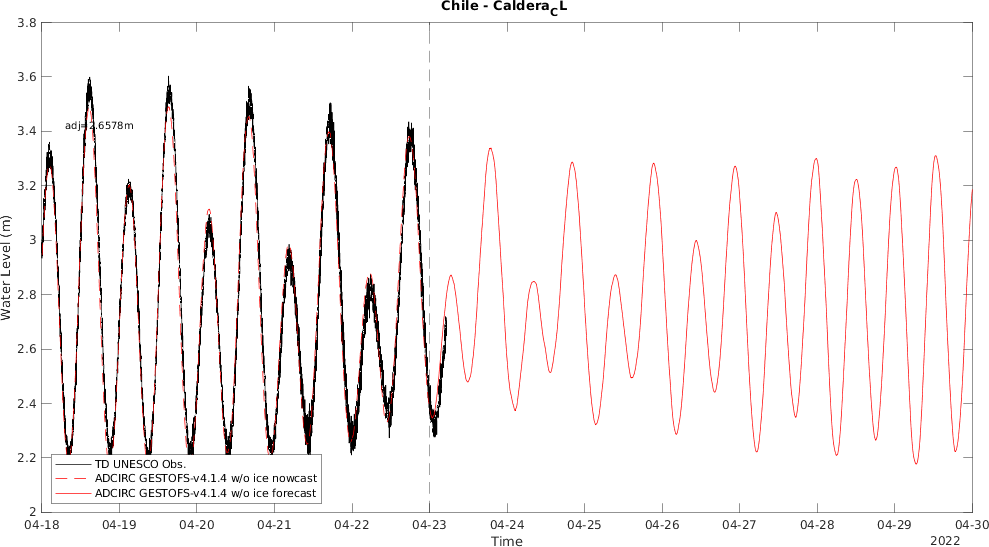 Chile - Caldera_CL
3.8
3.6
3.4
3.2
3
2.8
2.6
2.4
2.2
2
Water Level (m)
adj=2.6578m
TD UNESCO Obs.
ADCIRC GESTOFS-v4.1.4 w/o ice nowcast
ADCIRC GESTOFS-v4.1.4 w/o ice forecast
04-18 04-19 04-20 04-21 04-22 04-23 04-24 04-25 04-26 04-27 04-28 04-29 04-30
Time
2022